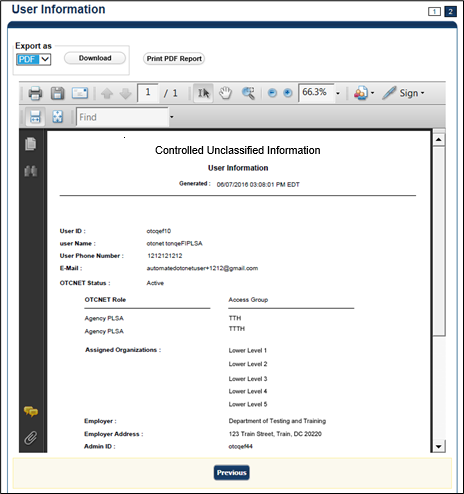 User Information
1 2
Export as
PDF Download Print PDF Report
1 / 1 66.3% Sign
Find
Controlled Unclassified Information
User Information
Generated : 06/07/2016 03:08:01 PM EDT
User ID : otcqef10
user Name : otcnet tcnqeFIPLSA
User Phone Number : 1212121212
E-Mail : automatedotcnetuser+1212@gmail.com
OTCNET Status : Active
OTCNET Role Access Group
Agency PLSA TTH
Agency PLSA TTTH
Assigned Organizations : Lower Level 1
Lower Level 2
Lower Level 3
Lower Level 4
Lower Level 5
Employer : Department of Testing and Training
Employer Address : 123 Train Street, Train, DC 20220
Admin ID : otcqef44
Previous